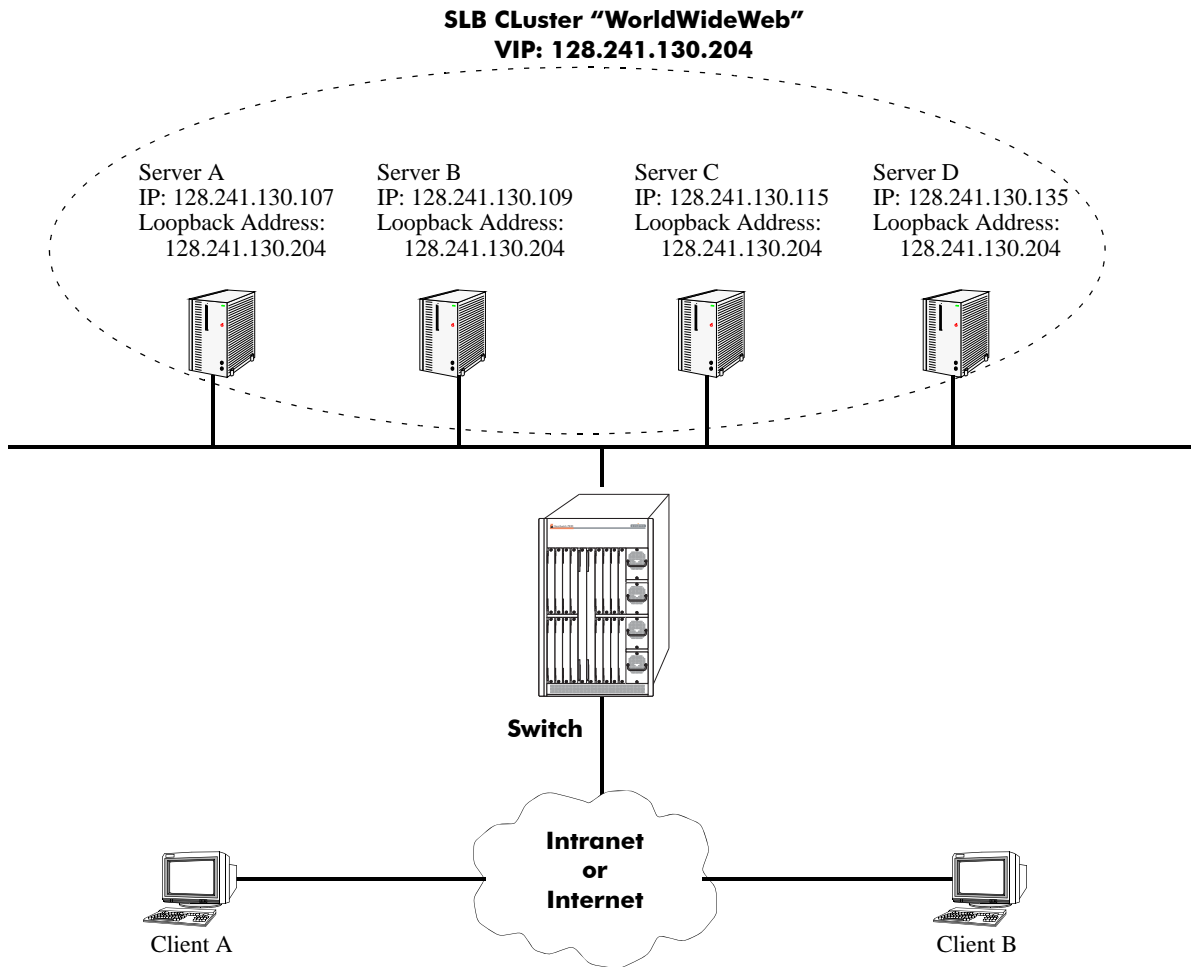 SLB CLuster “WorldWideWeb”
VIP: 128.241.130.204
Server A
IP: 128.241.130.107
Loopback Address:
128.241.130.204
Server B
IP: 128.241.130.109
Loopback Address:
128.241.130.204
Server C
IP: 128.241.130.115
Loopback Address:
128.241.130.204
Server D
IP: 128.241.130.135
Loopback Address:
128.241.130.204
Switch
Intranet
or
Internet
Client A
Client B